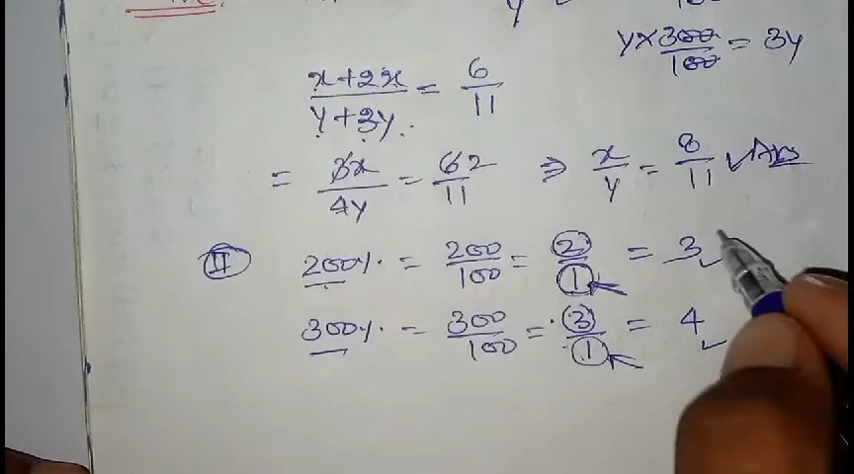 y × 300/100 = 3y
x+2x/y+3y = 6/11
= 3x/4y = 6 2/11 ⇒ x/y = 8/11 ✓ Ans
II 200% = 200/100 = 2/1 = 3 ✓
300% = 300/100 = 3/1 = 4 ✓